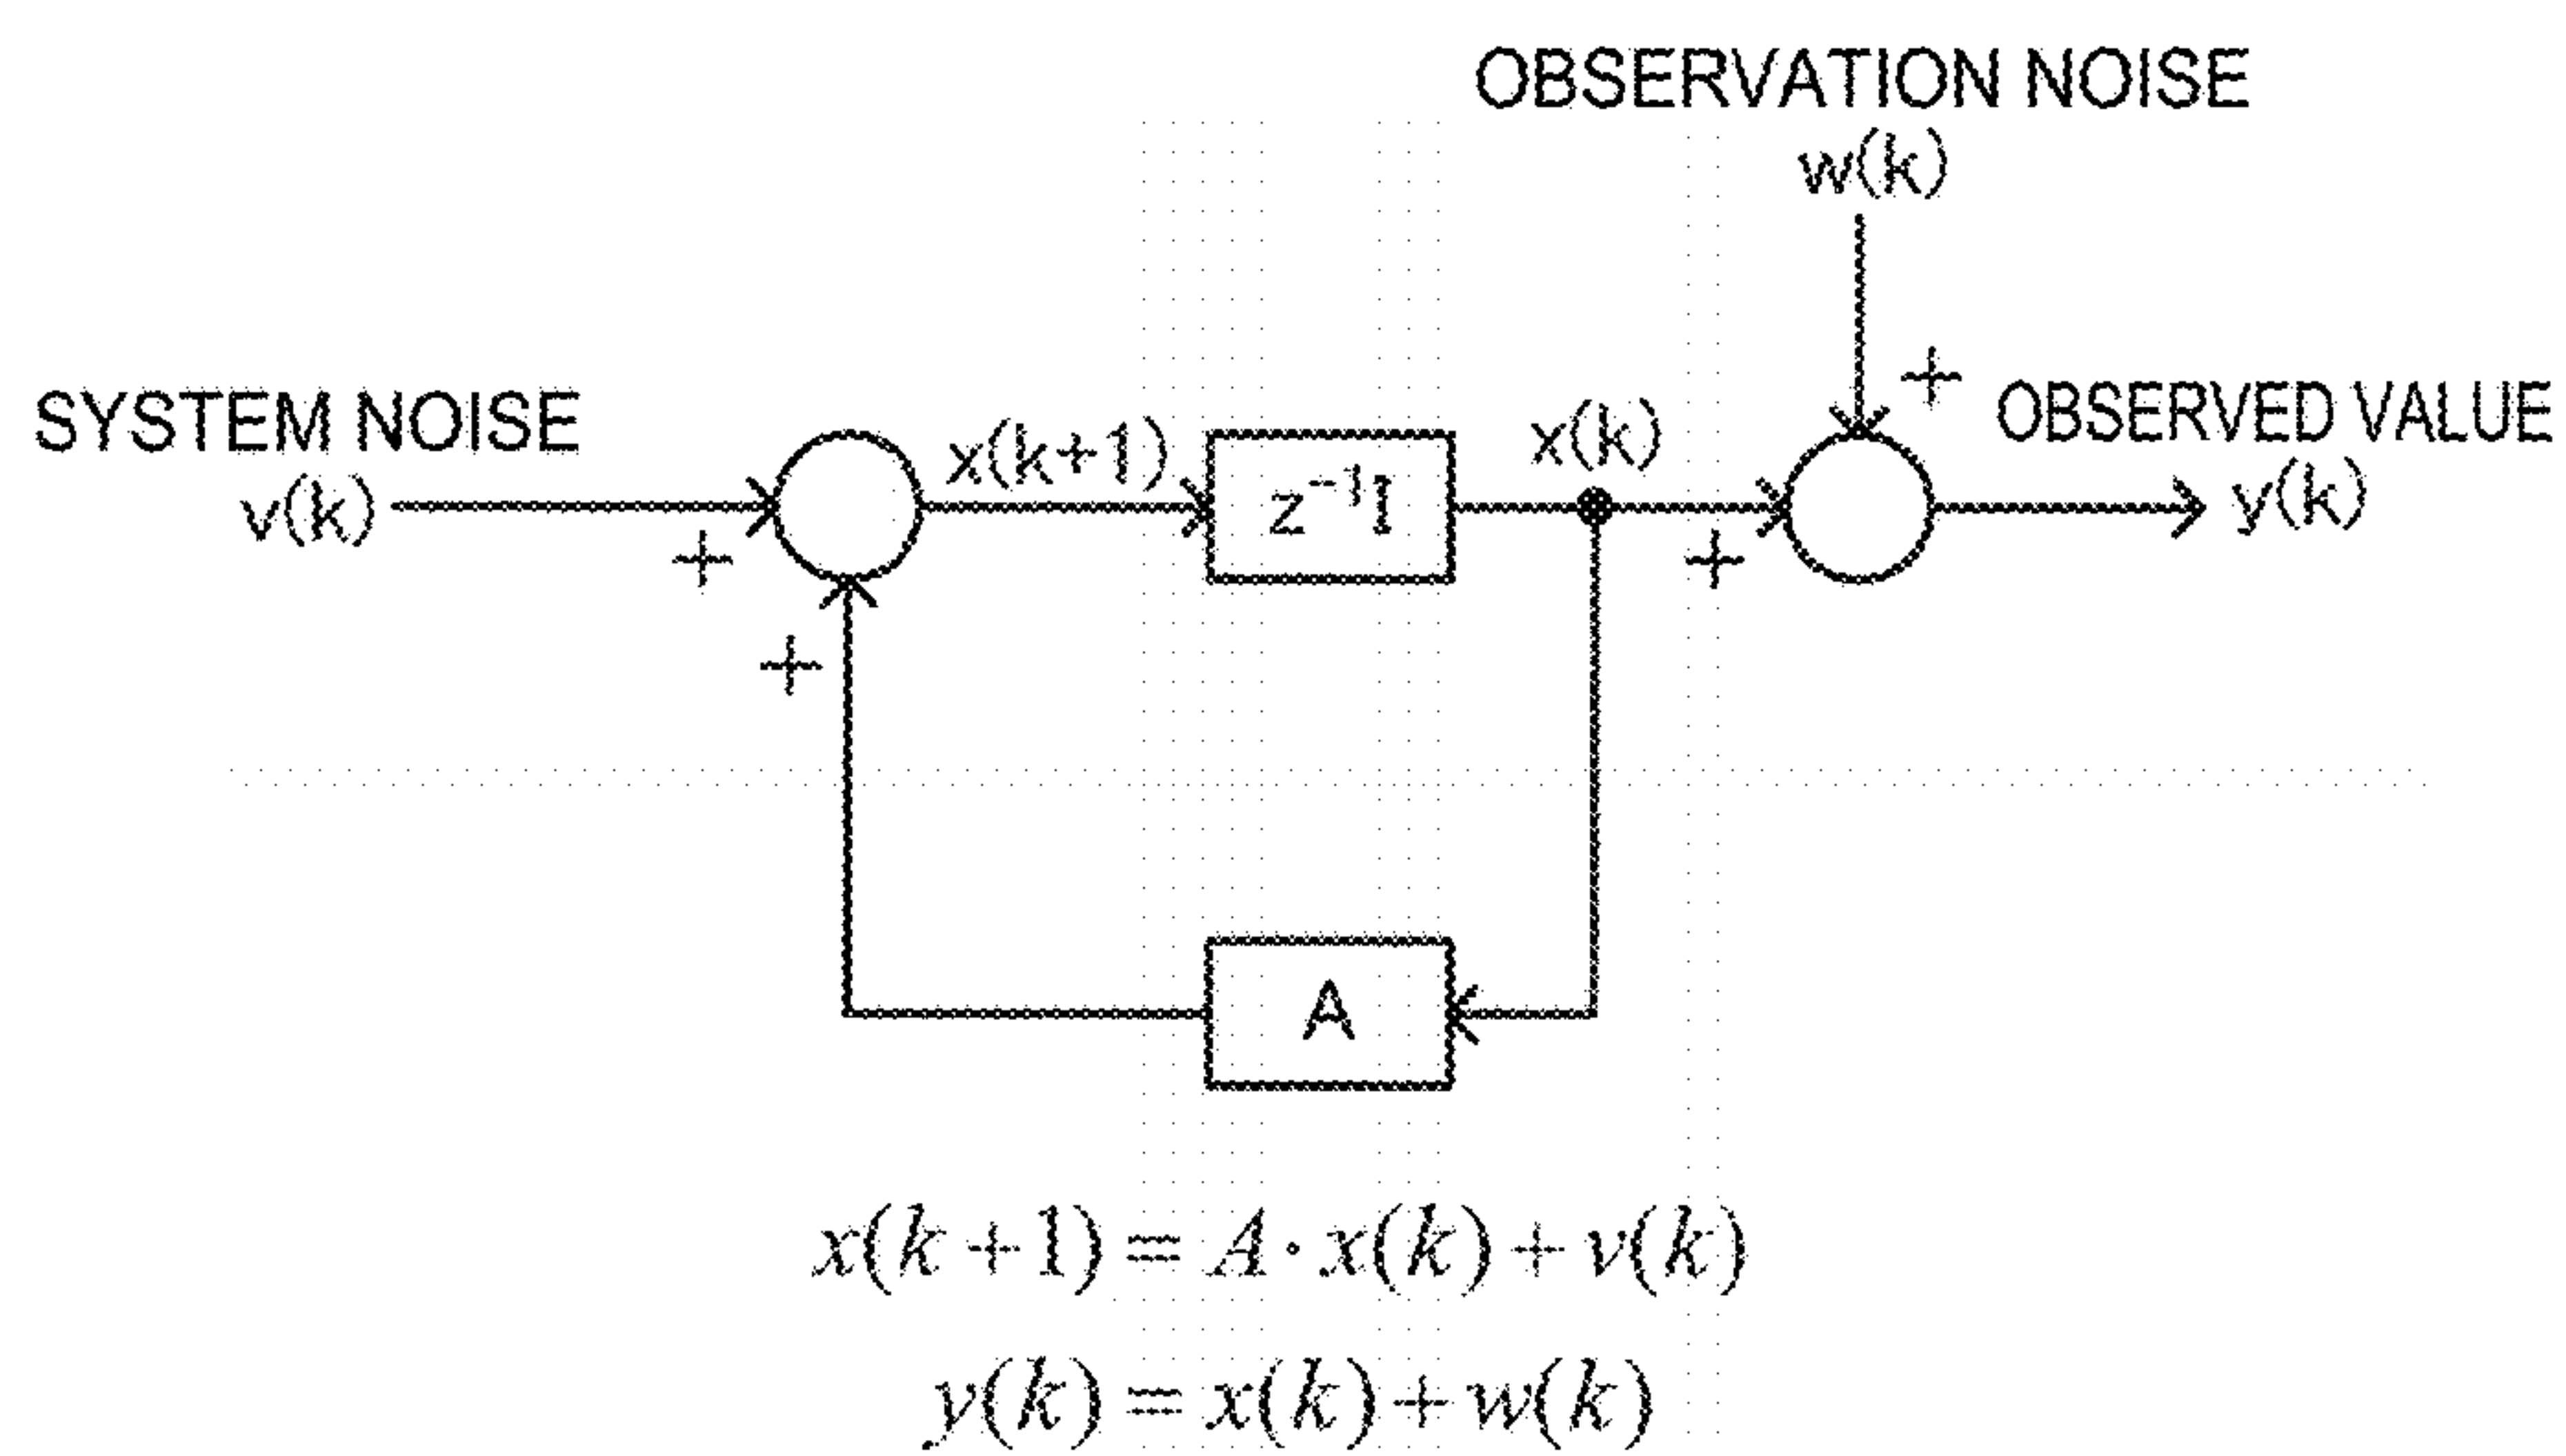 OBSERVATION NOISE
w(k)
+
SYSTEM NOISE
OBSERVED VALUE
v(k)
x(k+1)
z⁻¹I
x(k)
y(k)
+
+
+
A
x(k+1) = A·x(k)+v(k)
y(k) = x(k)+w(k)